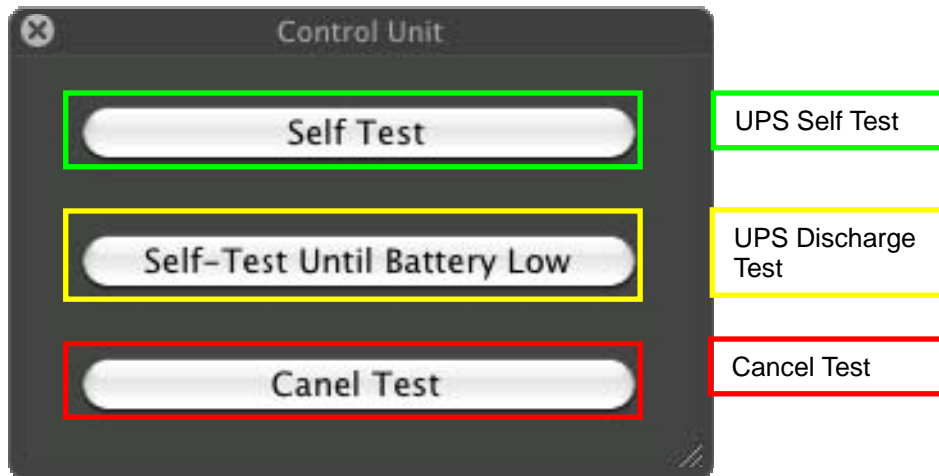 Control Unit
Self Test
UPS Self Test
Self-Test Until Battery Low
UPS Discharge
Test
Canel Test
Cancel Test